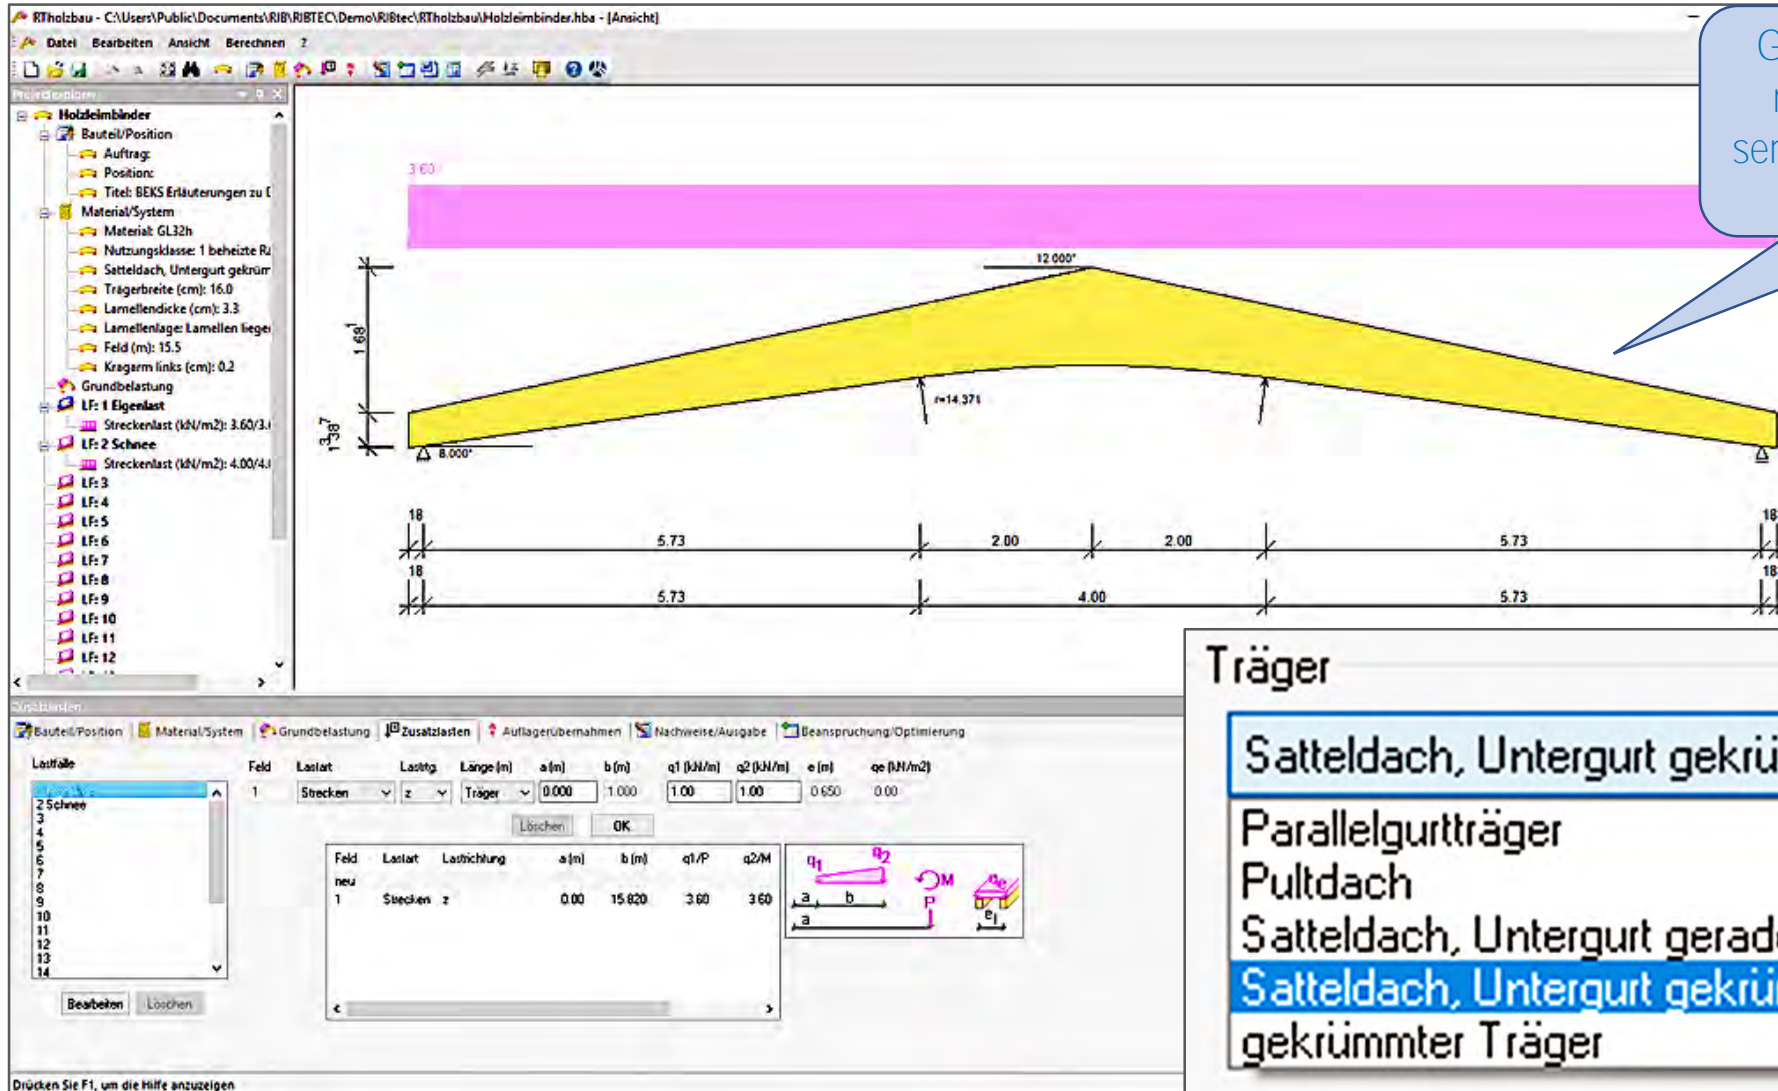 RTholzbau - C:\Users\Public\Documents\RIB\RIBTEC\Demo\RIBtec\RTholzbau\Holzleimbinder.hba - [Ansicht]
Datei Bearbeiten Ansicht Berechnen ?
Holzleimbinder
Bauteil/Position
Auftrag:
Position:
Titel: BEKS Erläuterungen zu
Material/System
Material: GL32h
Nutzungsklasse: 1 beheizte
Satteldach, Untergurt gekrüm
Trägerbreite (cm): 16.0
Lamellendicke (cm): 3.3
Lamellenlage: Lamellen liege
Feld (m): 15.5
Kragarm links (cm): 0.2
Grundbelastung
LF: 1 Eigenlast
Streckenlast (kN/m2): 3.60/3.
LF: 2 Schnee
Streckenlast (kN/m2): 4.00/4.
LF: 3
LF: 4
LF: 5
LF: 6
LF: 7
LF: 8
LF: 9
LF: 10
LF: 11
LF: 12
3.60
12.000°
1.68¹
r=14.371
8.000°
18 5.73 2.00 2.00 5.73 18
18 5.73 4.00 5.73 18
G
ser
Träger
Satteldach, Untergurt gekrü
Parallelgurtträger
Pultdach
Satteldach, Untergurt gerad
Satteldach, Untergurt gekrü
gekrümmter Träger
Zusatzlasten
Bauteil/Position Material/System Grundbelastung Zusatzlasten Auflagerübernahmen Nachweise/Ausgabe Beanspruchung/Optimierung
Lastfälle
2 Schnee
3
4
5
6
7
8
9
10
11
12
13
14
Bearbeiten Löschen
Feld Lastart Lastrtg. Länge (m) a (m) b (m) q1 (kN/m) q2 (kN/m) e (m) qe (kN/m2)
1 Strecken z Träger 0.000 1.000 1.00 1.00 0.650 0.00
Löschen OK
Feld Lastart Lastrichtung a (m) b (m) q1/P q2/M
neu
1 Strecken z 0.00 15.820 3.60 3.60
q1 q2 M qe
a b P
a e
Drücken Sie F1, um die Hilfe anzuzeigen